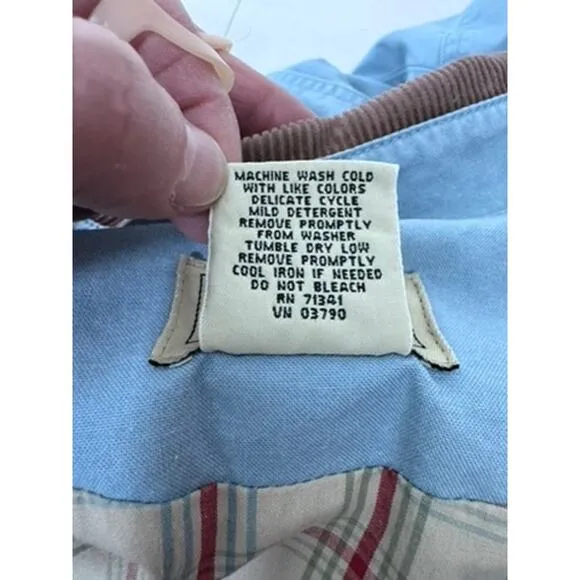 MACHINE WASH COLD
WITH LIKE COLORS
DELICATE CYCLE
MILD DETERGENT
REMOVE PROMPTLY
FROM WASHER
TUMBLE DRY LOW
REMOVE PROMPTLY
COOL IRON IF NEEDED
DO NOT BLEACH
RN 71341
VN 03790